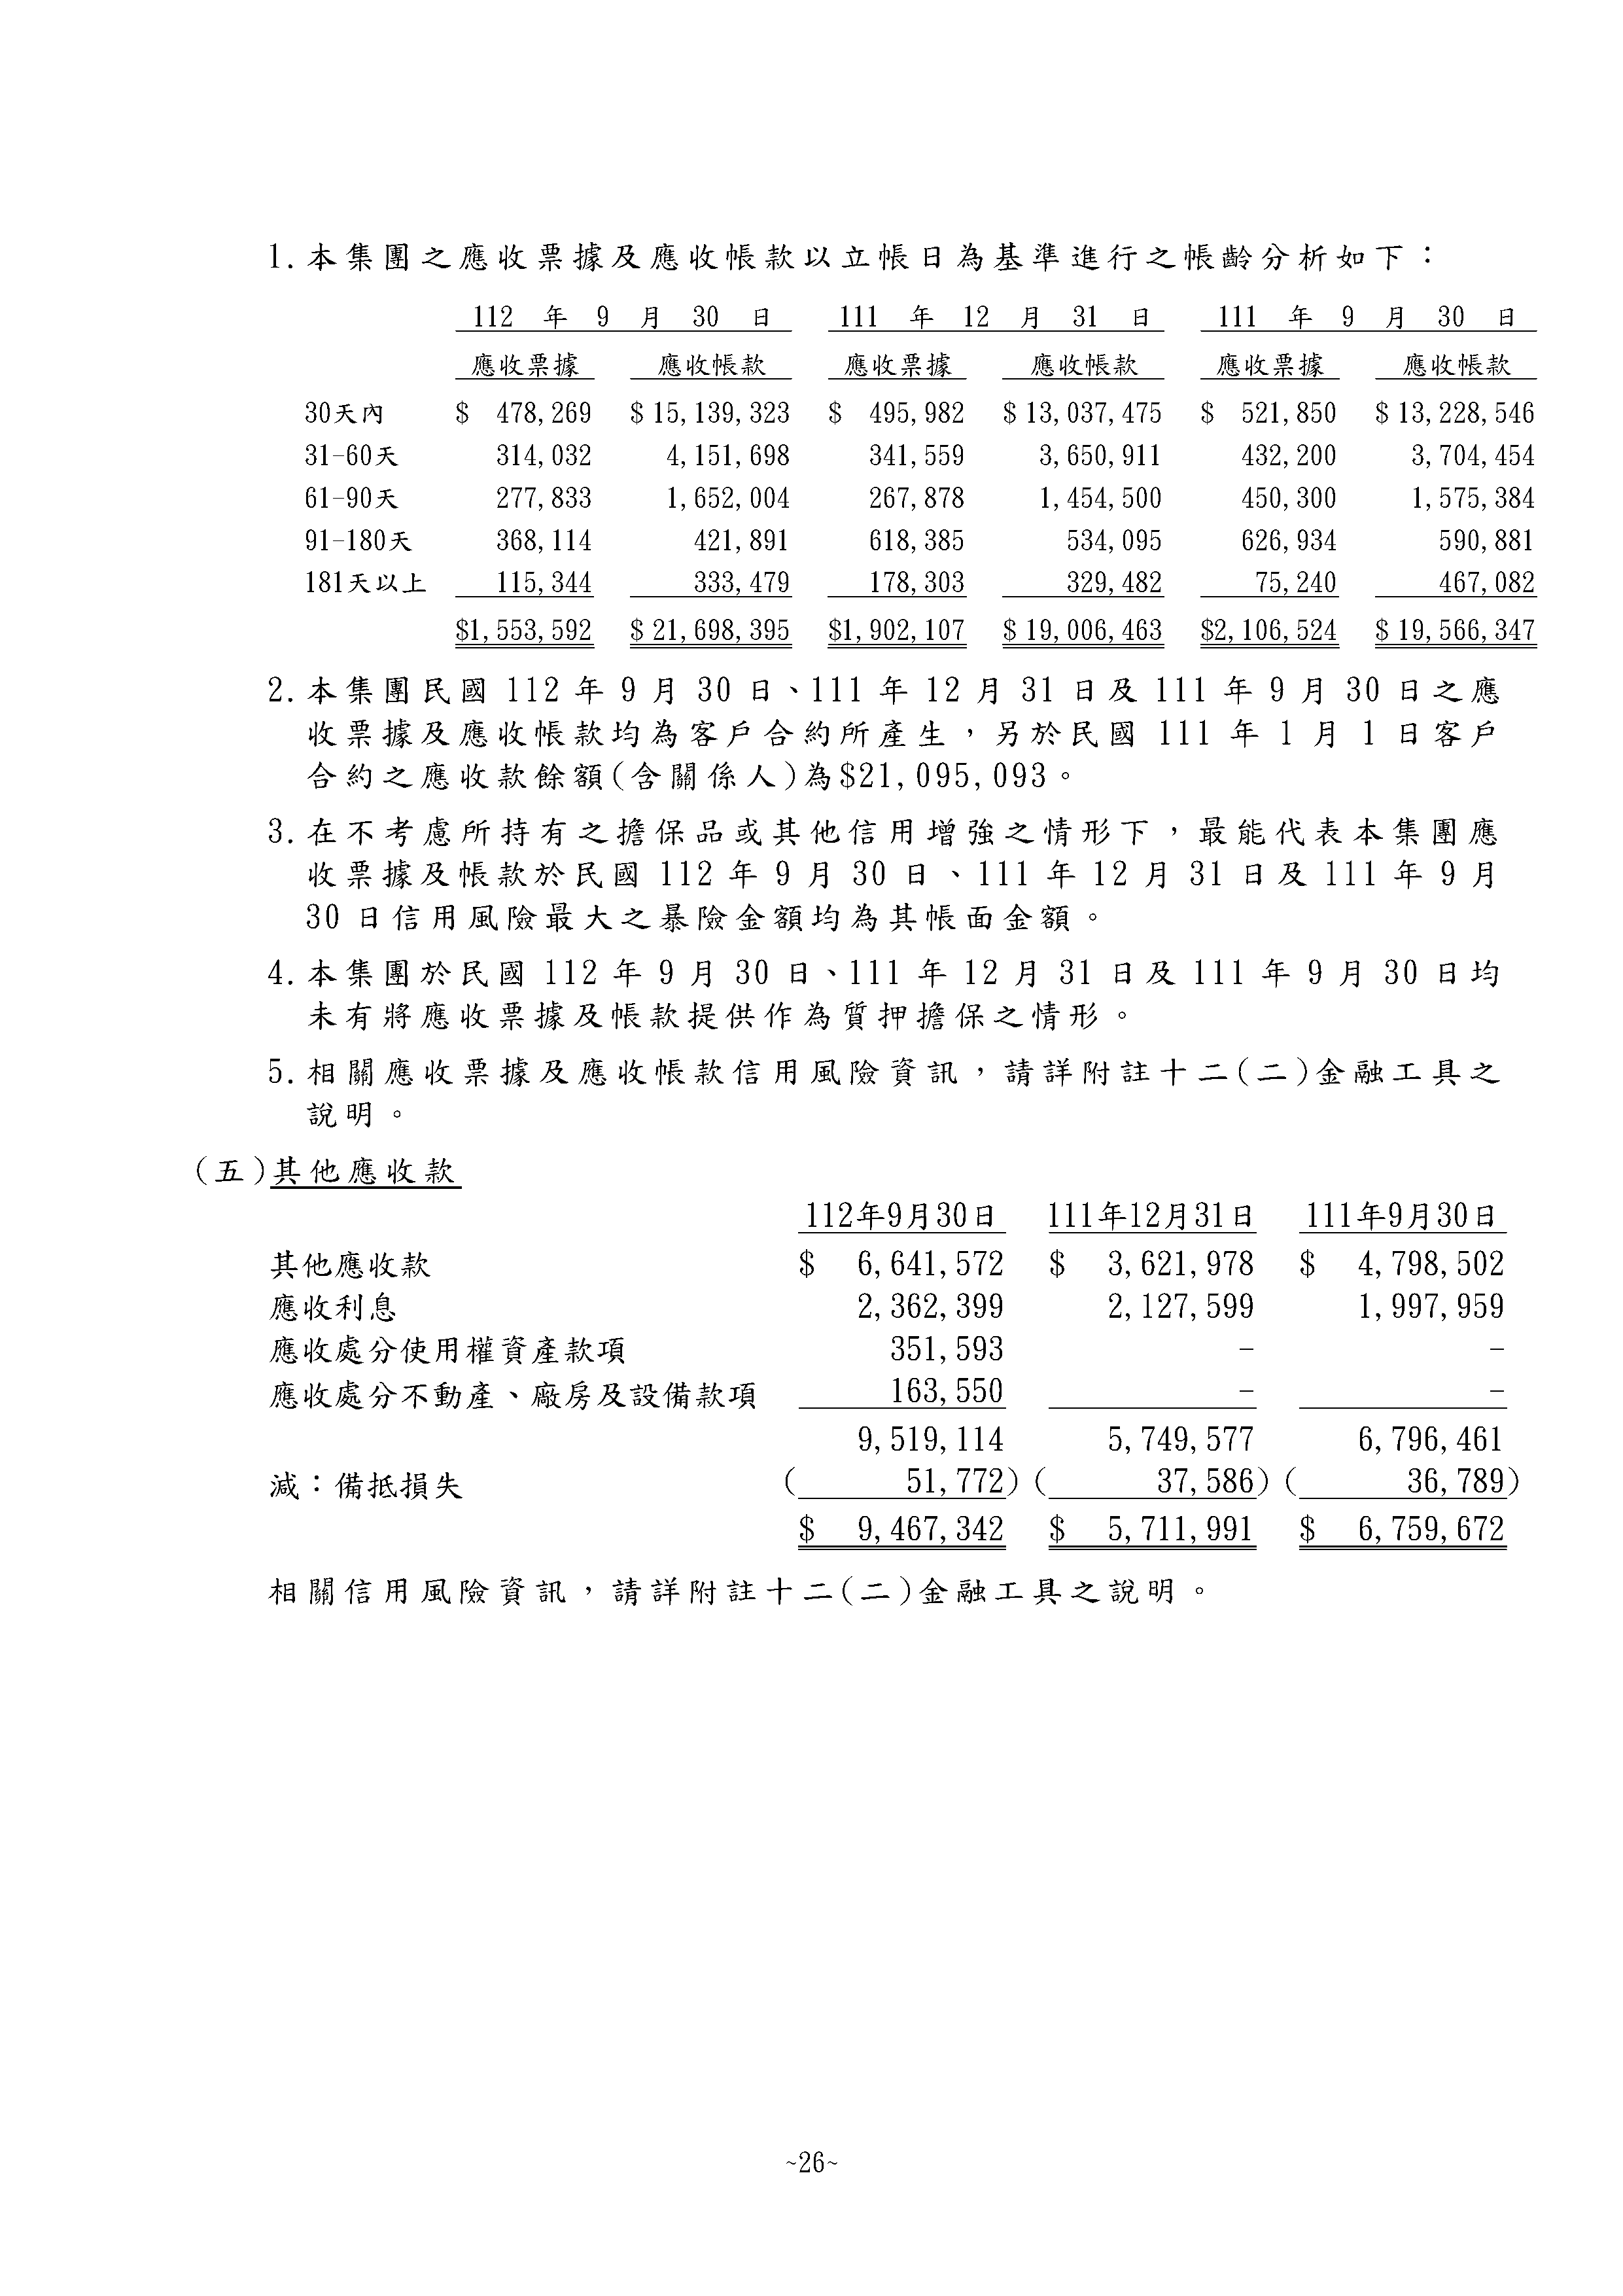 1.本集團之應收票據及應收帳款以立帳日為基準進行之帳齡分析如下：
112 年 9 月 30 日 111 年 12 月 31 日 111 年 9 月 30 日
應收票據 應收帳款 應收票據 應收帳款 應收票據 應收帳款
30天內 $ 478,269 $ 15,139,323 $ 495,982 $ 13,037,475 $ 521,850 $ 13,228,546
31-60天 314,032 4,151,698 341,559 3,650,911 432,200 3,704,454
61-90天 277,833 1,652,004 267,878 1,454,500 450,300 1,575,384
91-180天 368,114 421,891 618,385 534,095 626,934 590,881
181天以上 115,344 333,479 178,303 329,482 75,240 467,082
$1,553,592 $ 21,698,395 $1,902,107 $ 19,006,463 $2,106,524 $ 19,566,347
2.本集團民國 112 年 9 月 30 日、111 年 12 月 31 日及 111 年 9 月 30 日之應
收票據及應收帳款均為客戶合約所產生，另於民國 111 年 1 月 1 日客戶
合約之應收款餘額(含關係人)為$21,095,093。
3.在不考慮所持有之擔保品或其他信用增強之情形下，最能代表本集團應
收票據及帳款於民國 112 年 9 月 30 日、111 年 12 月 31 日及 111 年 9 月
30 日信用風險最大之暴險金額均為其帳面金額。
4.本集團於民國 112 年 9 月 30 日、111 年 12 月 31 日及 111 年 9 月 30 日均
未有將應收票據及帳款提供作為質押擔保之情形。
5.相關應收票據及應收帳款信用風險資訊，請詳附註十二(二)金融工具之
說明。
(五)其他應收款
112年9月30日 111年12月31日 111年9月30日
其他應收款 $ 6,641,572 $ 3,621,978 $ 4,798,502
應收利息 2,362,399 2,127,599 1,997,959
應收處分使用權資產款項 351,593 - -
應收處分不動產、廠房及設備款項 163,550 - -
9,519,114 5,749,577 6,796,461
減：備抵損失 ( 51,772) ( 37,586) ( 36,789)
$ 9,467,342 $ 5,711,991 $ 6,759,672
相關信用風險資訊，請詳附註十二(二)金融工具之說明。
~26~